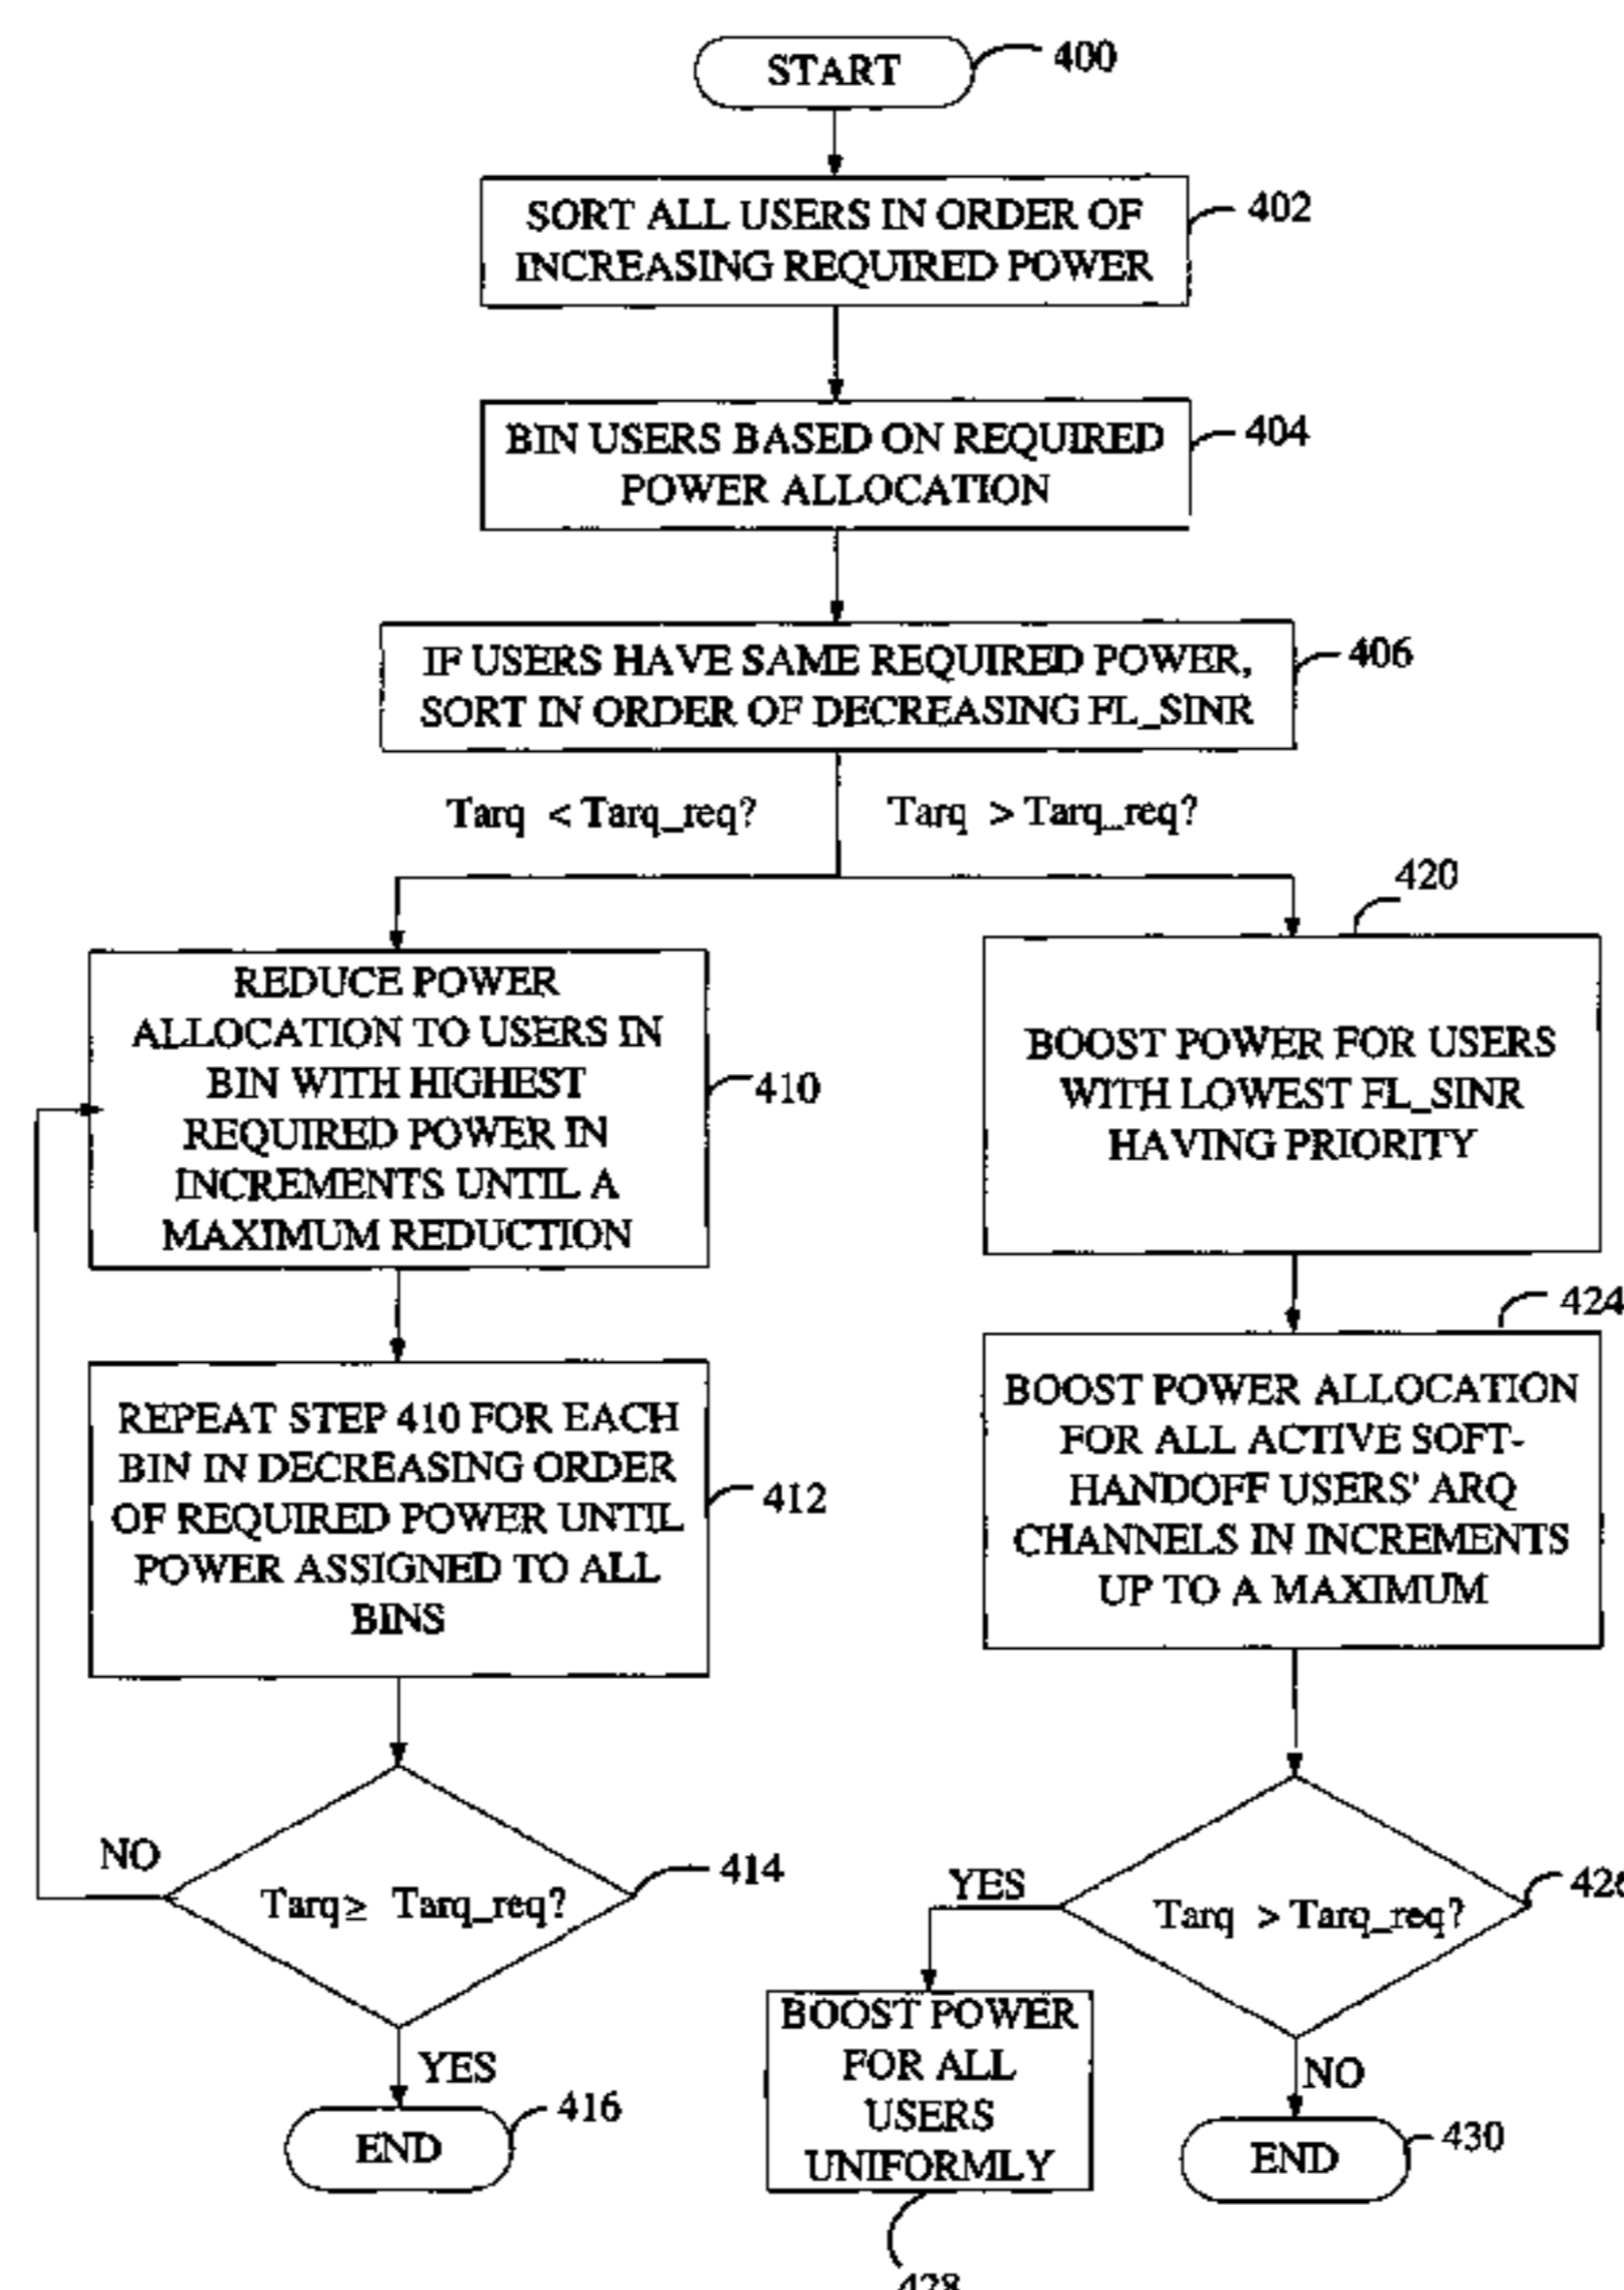 START
400
SORT ALL USERS IN ORDER OF
INCREASING REQUIRED POWER
402
BIN USERS BASED ON REQUIRED
POWER ALLOCATION
404
IF USERS HAVE SAME REQUIRED POWER,
SORT IN ORDER OF DECREASING FL_SINR
406
Tarq < Tarq_req?
Tarq > Tarq_req?
REDUCE POWER
ALLOCATION TO USERS IN
BIN WITH HIGHEST
REQUIRED POWER IN
INCREMENTS UNTIL A
MAXIMUM REDUCTION
410
420
BOOST POWER FOR USERS
WITH LOWEST FL_SINR
HAVING PRIORITY
REPEAT STEP 410 FOR EACH
BIN IN DECREASING ORDER
OF REQUIRED POWER UNTIL
POWER ASSIGNED TO ALL
BINS
412
424
BOOST POWER ALLOCATION
FOR ALL ACTIVE SOFT-
HANDOFF USERS' ARQ
CHANNELS IN INCREMENTS
UP TO A MAXIMUM
NO
Tarq ≥ Tarq_req?
414
YES
END
416
YES
Tarq > Tarq_req?
426
BOOST POWER
FOR ALL
USERS
UNIFORMLY
428
NO
END
430